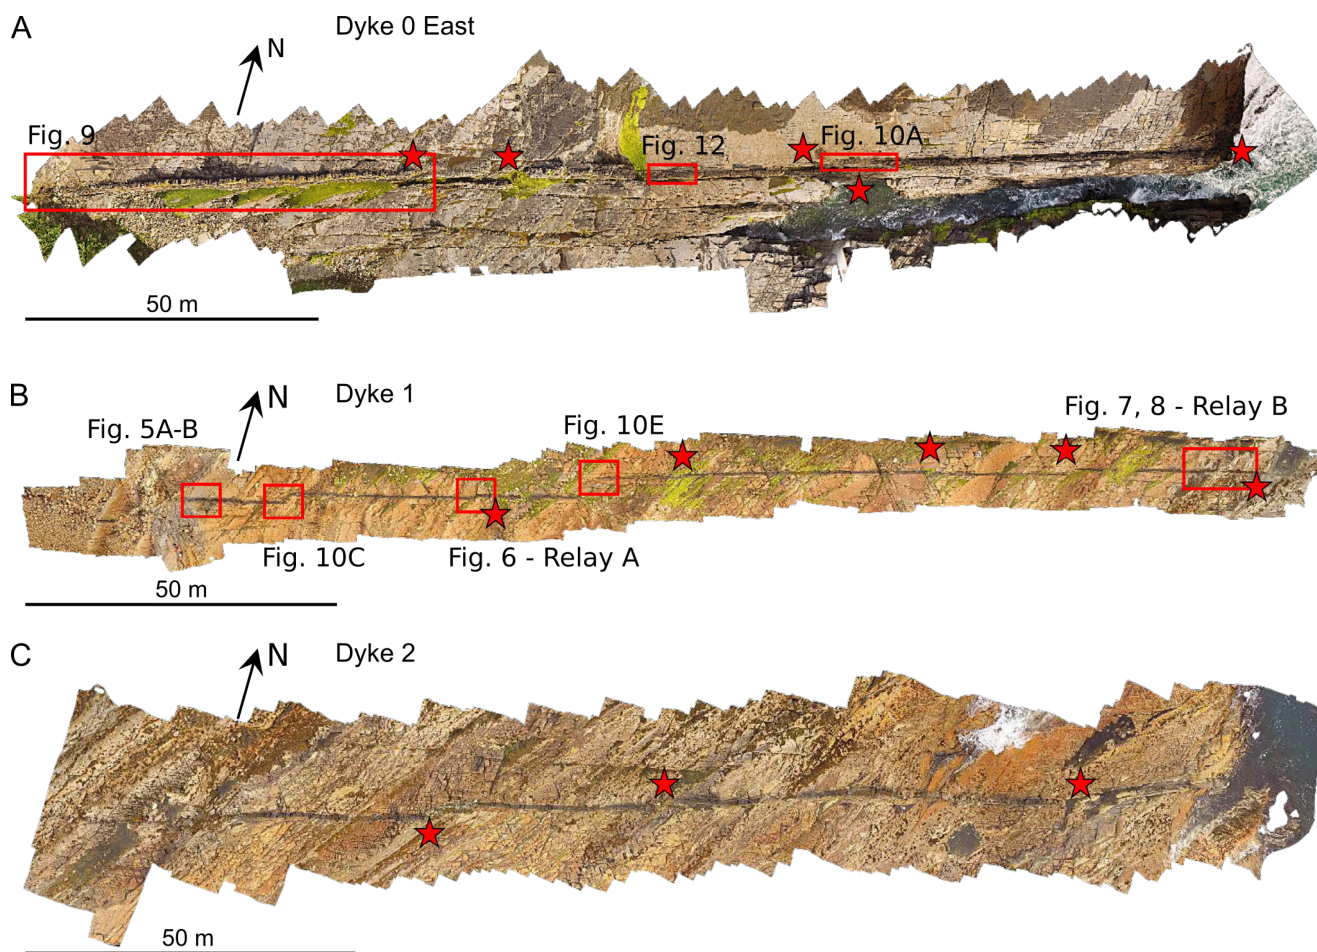 A
Dyke 0 East
N
Fig. 9
Fig. 12
Fig. 10A
50 m
B
N
Dyke 1
Fig. 5A-B
Fig. 10E
Fig. 7, 8 - Relay B
Fig. 10C
Fig. 6 - Relay A
50 m
C
N
Dyke 2
50 m